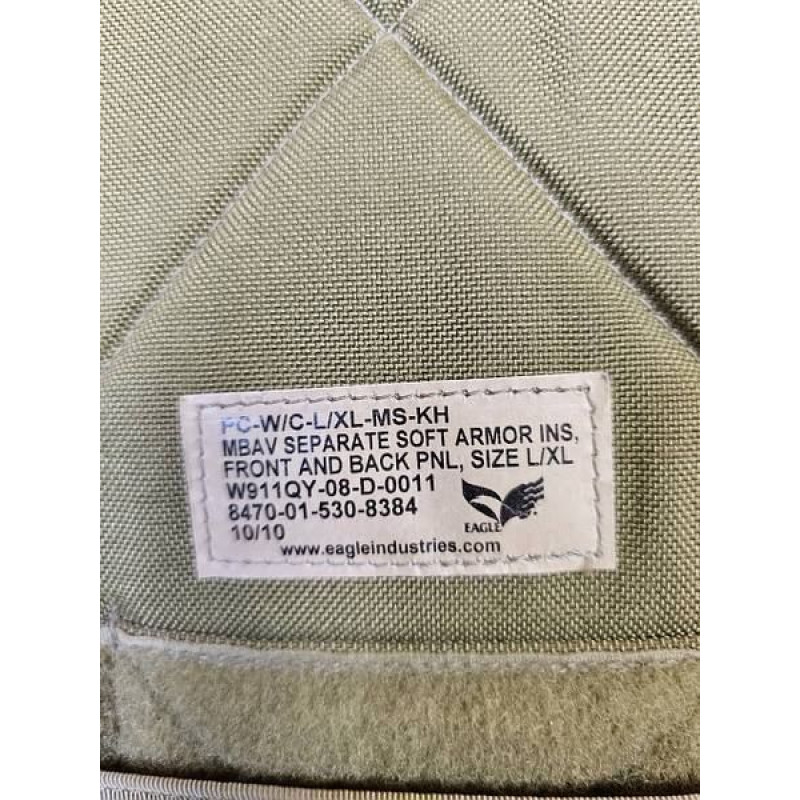 PC-W/C-L/XL-MS-KH
MBAV SEPARATE SOFT ARMOR INS,
FRONT AND BACK PNL, SIZE L/XL
W911QY-08-D-0011
8470-01-530-8384
EAGLE
10/10
www.eagleindustries.com